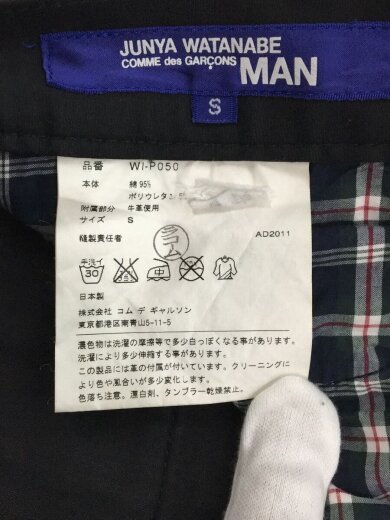 JUNYA WATANABE
COMME des GARÇONS MAN
S
品番 WI-P050
本体 綿 95%
ポリウレタン 5%
附属部分 牛革使用
サイズ S
縫製責任者
AD2011
手洗イ
30
日本製
株式会社 コム デ ギャルソン
東京都港区南青山5-11-5
濃色物は洗濯の摩擦等で多少白っぽくなる事があります。
洗濯により多少伸縮する事が有ります。
この製品には革の付属が付いています。クリーニングに
より色や風合いが多少変化します。
色落ち注意。漂白剤、タンブラー乾燥禁止。